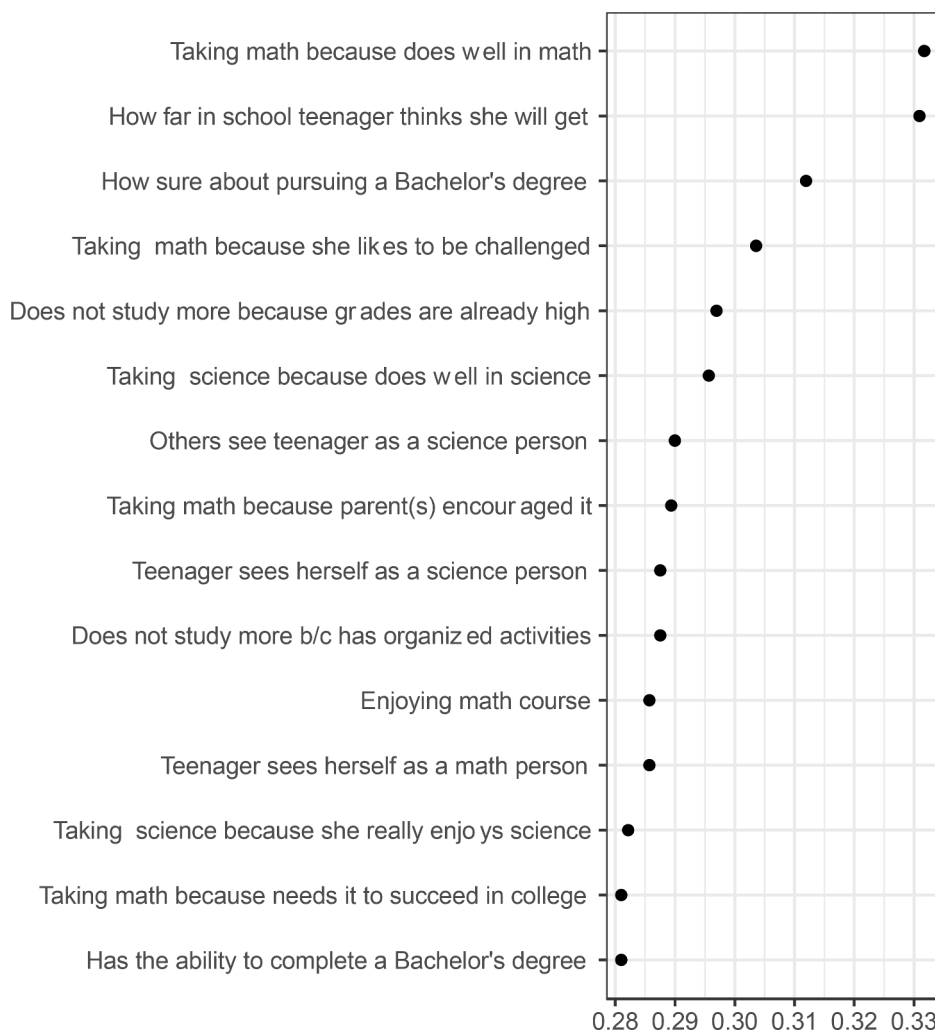 Taking math because does well in math
How far in school teenager thinks she will get
How sure about pursuing a Bachelor's degree
Taking math because she likes to be challenged
Does not study more because grades are already high
Taking science because does well in science
Others see teenager as a science person
Taking math because parent(s) encouraged it
Teenager sees herself as a science person
Does not study more b/c has organized activities
Enjoying math course
Teenager sees herself as a math person
Taking science because she really enjoys science
Taking math because needs it to succeed in college
Has the ability to complete a Bachelor's degree
0.28 0.29 0.30 0.31 0.32 0.33